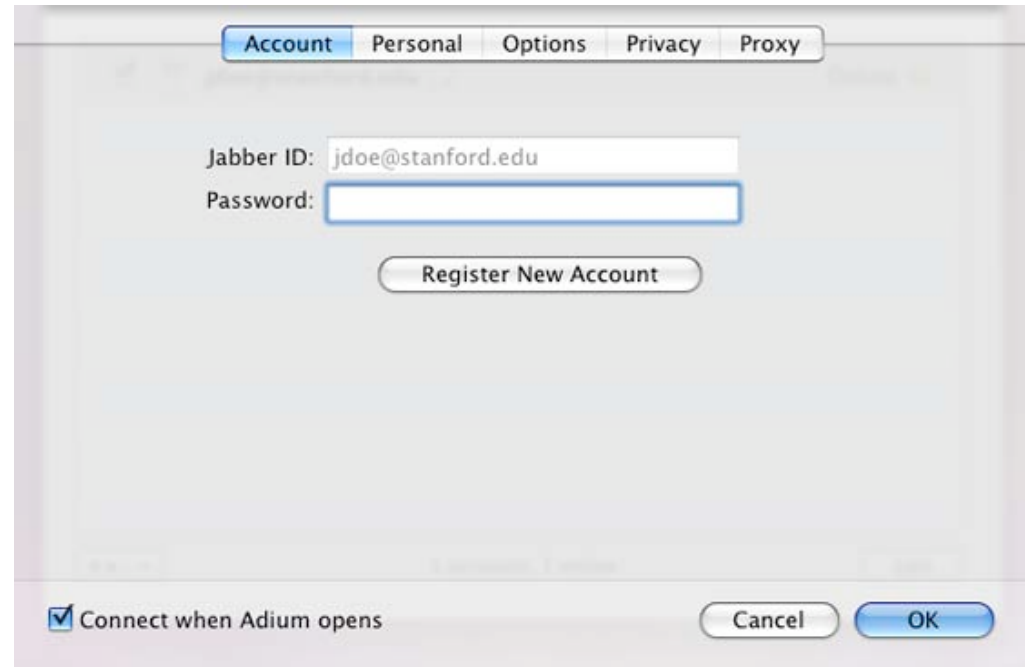 Account Personal Options Privacy Proxy
Jabber ID: jdoe@stanford.edu
Password:
Register New Account
Connect when Adium opens
Cancel OK